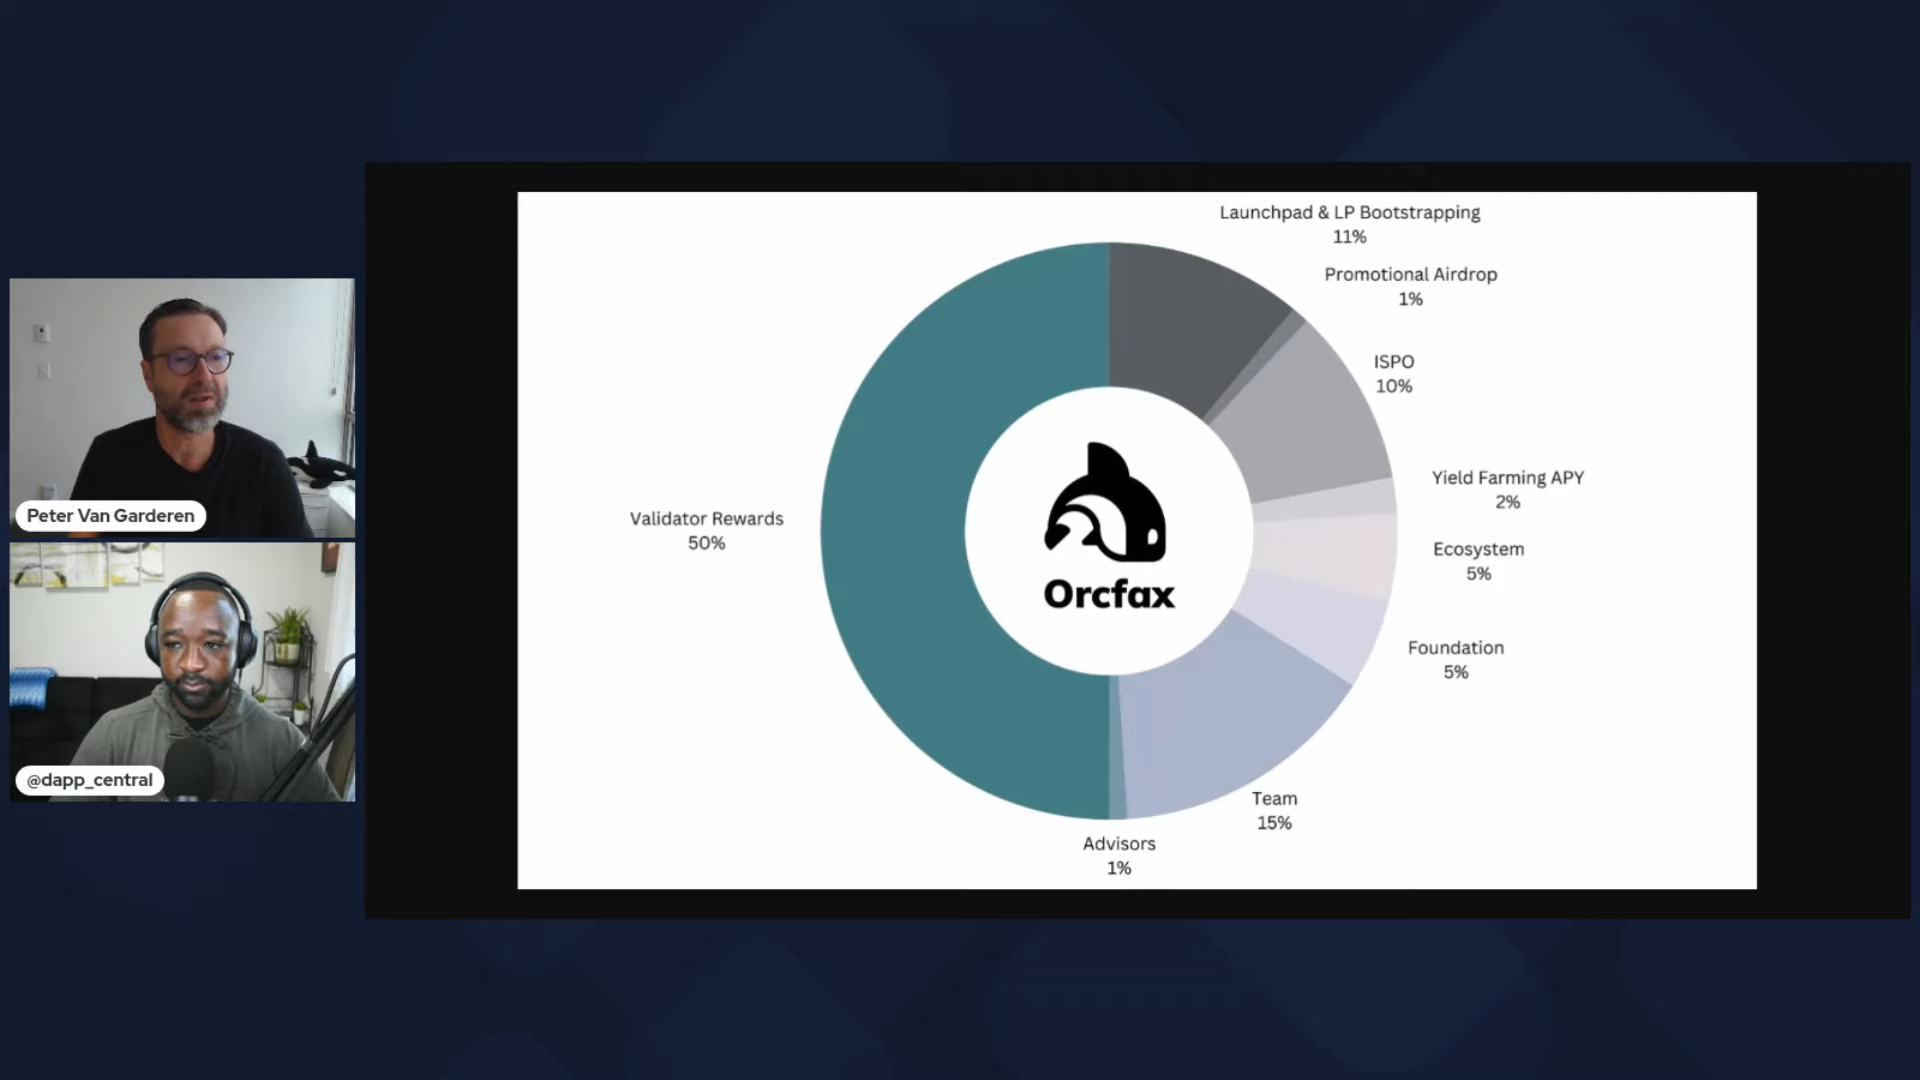 Launchpad & LP Bootstrapping
11%
Promotional Airdrop
1%
ISPO
10%
Yield Farming APY
2%
Validator Rewards
50%
Ecosystem
5%
Orcfax
Foundation
5%
Team
15%
Advisors
1%
Peter Van Garderen
@dapp_central